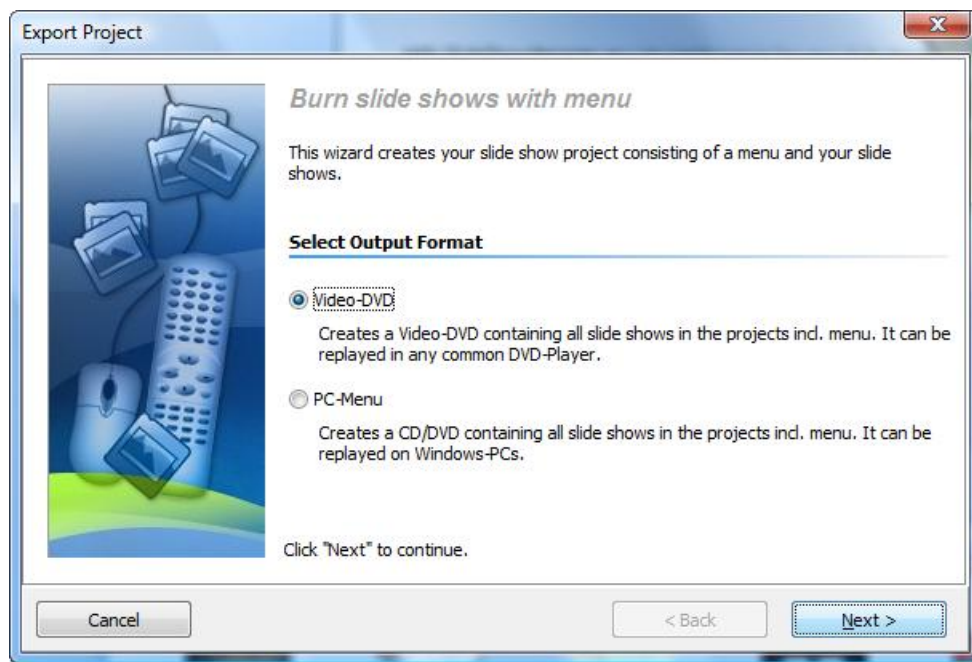 Export Project
Burn slide shows with menu
This wizard creates your slide show project consisting of a menu and your slide
shows.
Select Output Format
Video-DVD
Creates a Video-DVD containing all slide shows in the projects incl. menu. It can be
replayed in any common DVD-Player.
PC-Menu
Creates a CD/DVD containing all slide shows in the projects incl. menu. It can be
replayed on Windows-PCs.
Click "Next" to continue.
Cancel
< Back
Next >